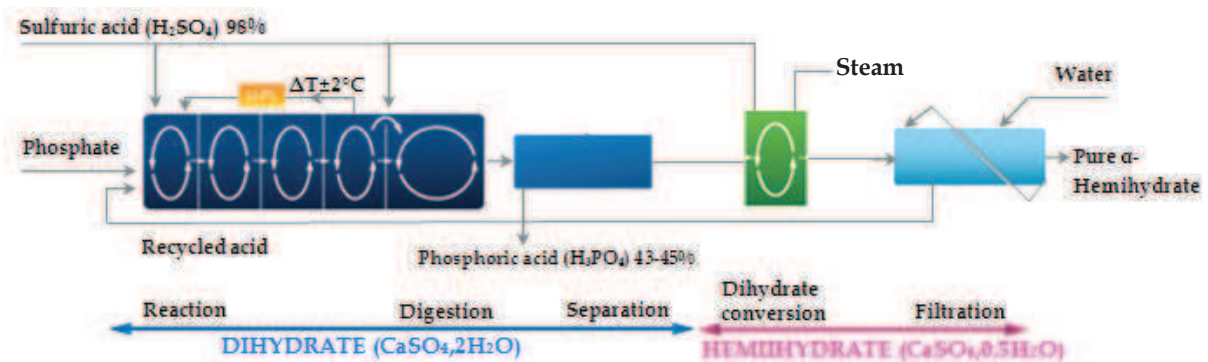 Sulfuric acid (H₂SO₄) 98%
Steam
ΔT±2°C
Water
Phosphate
Pure α-
Hemihydrate
Recycled acid
Phosphoric acid (H₃PO₄) 43-45%
Reaction
Digestion
Separation
Dihydrate
conversion
Filtration
DIHYDRATE (CaSO₄,2H₂O)
HEMIHYDRATE (CaSO₄,0.5H₂O)